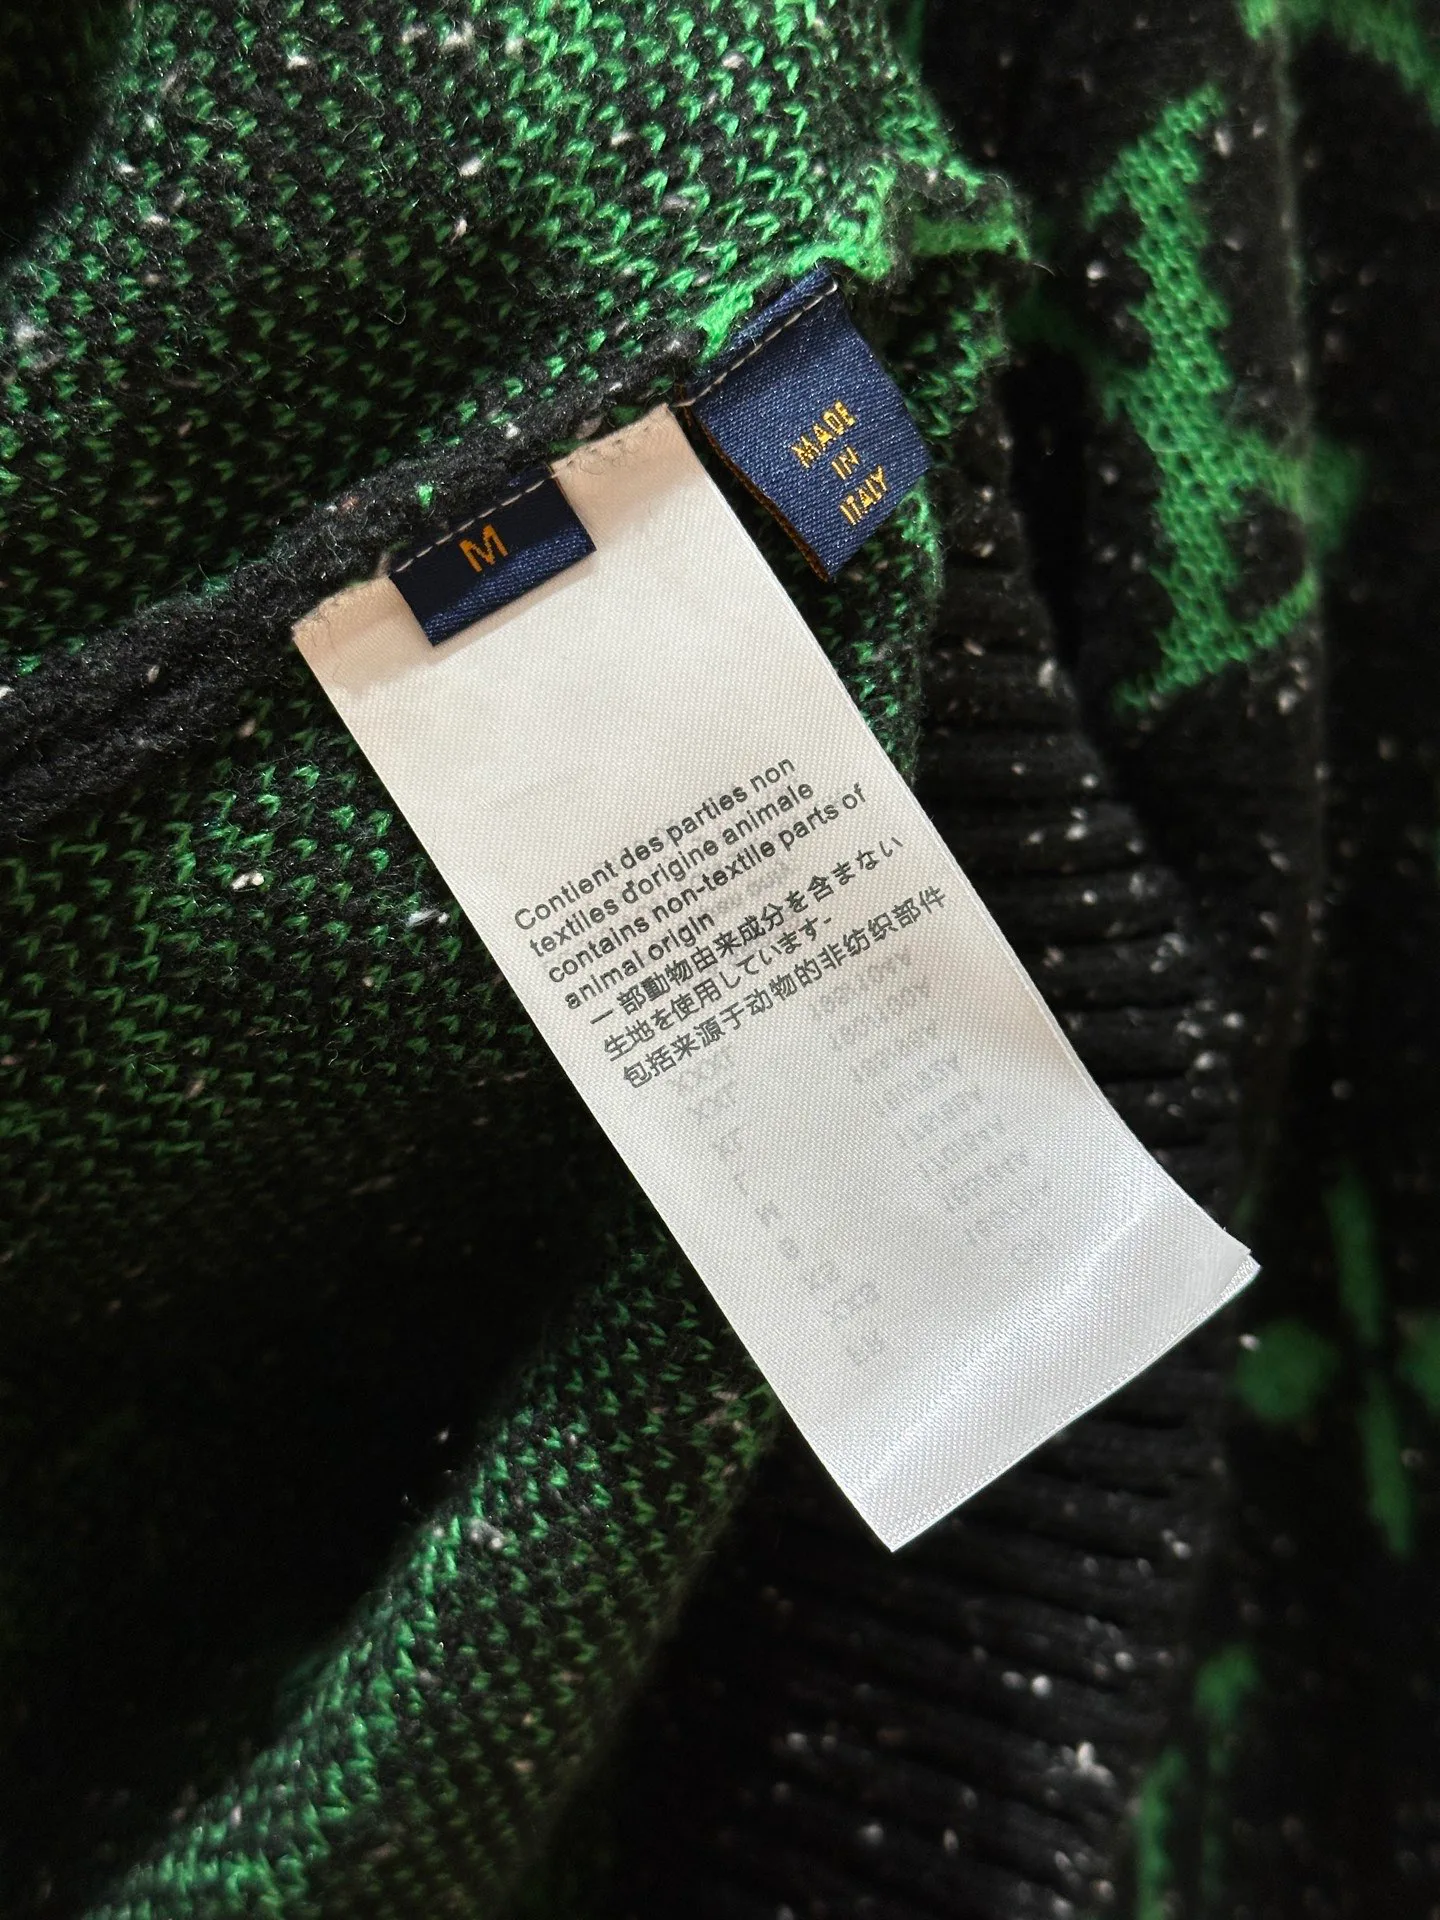 MADE
IN
ITALY
M
Contient des parties non
textiles d'origine animale
contains non-textile parts of
animal origin
一部動物由来成分を含まない
生地を使用しています-
包括来源于动物的非纺织部件